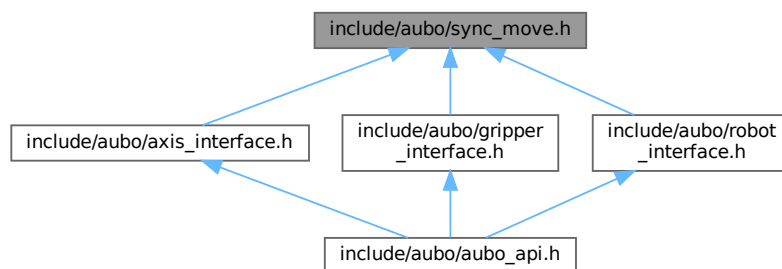 include/aubo/sync_move.h
include/aubo/axis_interface.h
include/aubo/gripper
_interface.h
include/aubo/robot
_interface.h
include/aubo/aubo_api.h